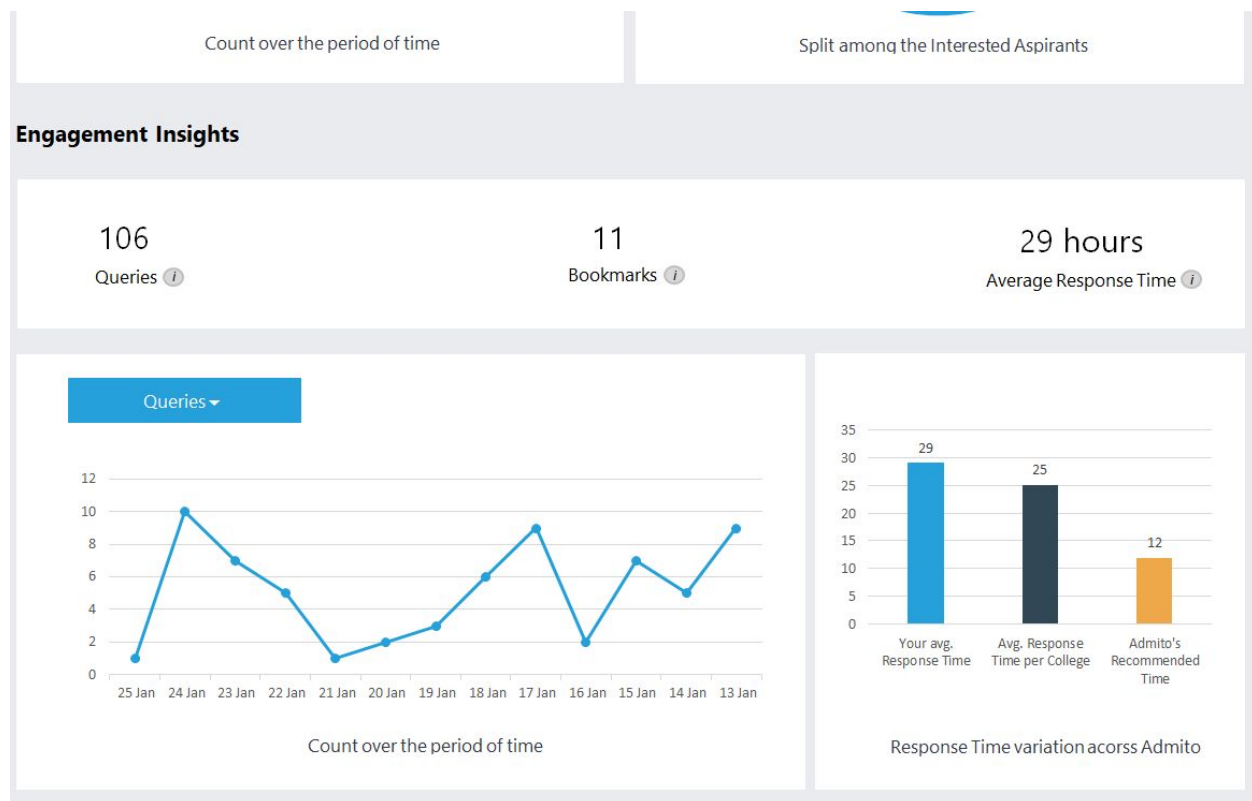 Count over the period of time
Split among the Interested Aspirants
Engagement Insights
106
Queries i
11
Bookmarks i
29 hours
Average Response Time i
Queries
12
10
8
6
4
2
0
25 Jan 24 Jan 23 Jan 22 Jan 21 Jan 20 Jan 19 Jan 18 Jan 17 Jan 16 Jan 15 Jan 14 Jan 13 Jan
Count over the period of time
35
30
25
20
15
10
5
0
29
25
12
Your avg.
Response Time
Avg. Response
Time per College
Admito's
Recommended
Time
Response Time variation acorss Admito